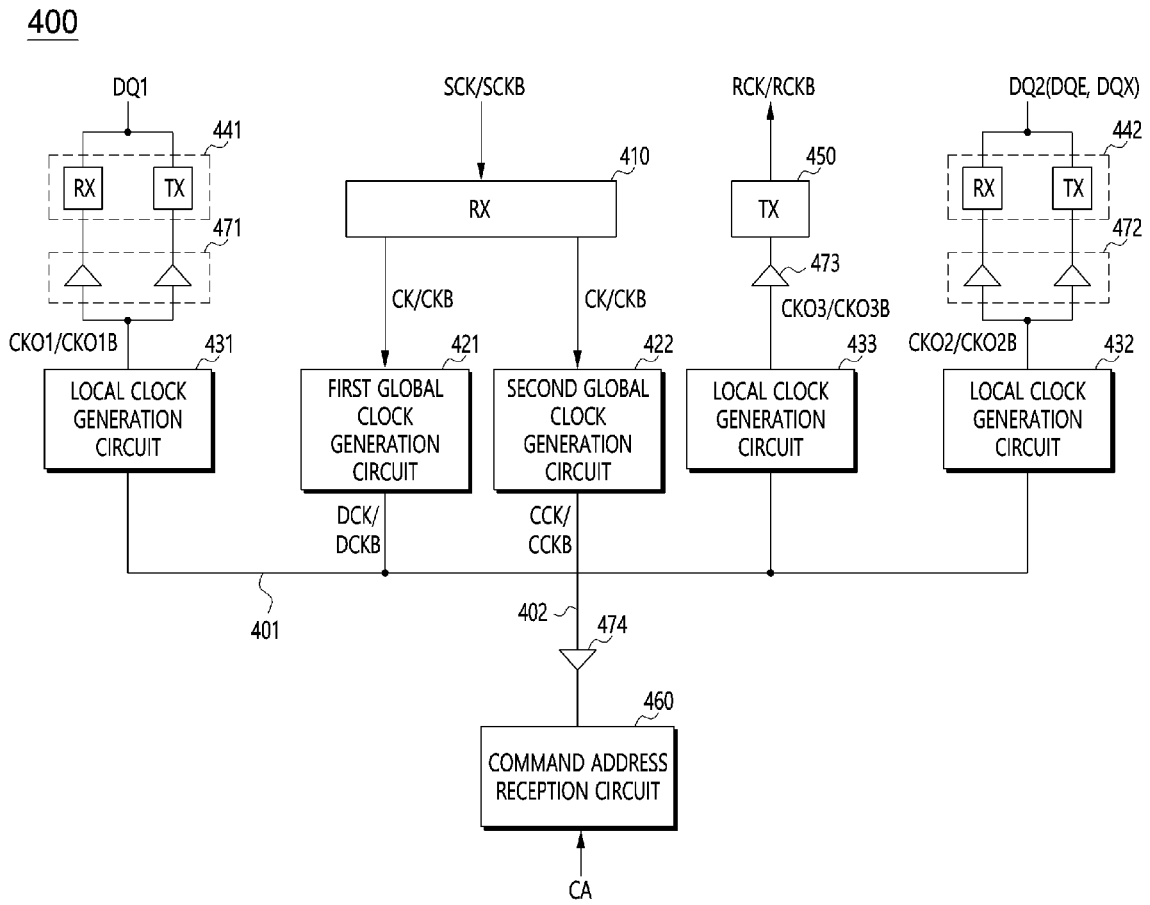 400
DQ1
SCK/SCKB
RCK/RCKB
DQ2(DQE, DQX)
441
410
450
442
RX
TX
RX
TX
RX
TX
471
472
473
CK/CKB
CK/CKB
CKO3/CKO3B
CKO1/CKO1B
CKO2/CKO2B
431
421
422
433
432
LOCAL CLOCK
GENERATION
CIRCUIT
FIRST GLOBAL
CLOCK
GENERATION
CIRCUIT
SECOND GLOBAL
CLOCK
GENERATION
CIRCUIT
LOCAL CLOCK
GENERATION
CIRCUIT
LOCAL CLOCK
GENERATION
CIRCUIT
DCK/
DCKB
CCK/
CCKB
401
402
474
460
COMMAND ADDRESS
RECEPTION CIRCUIT
CA